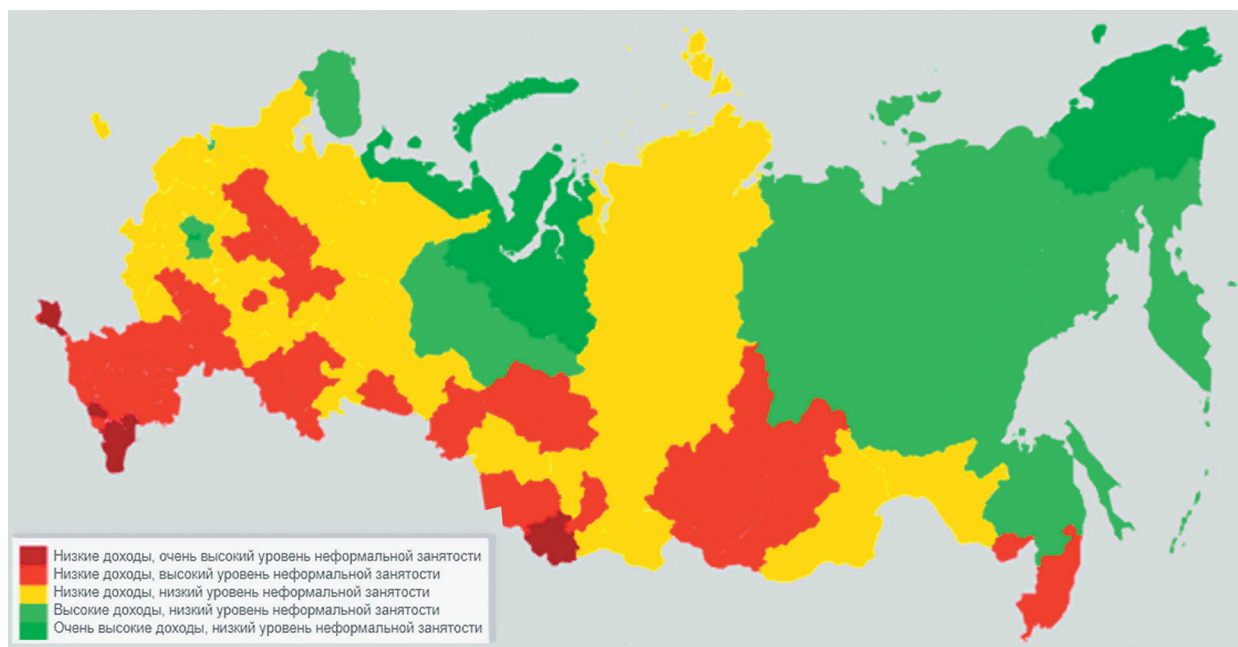 Низкие доходы, очень высокий уровень неформальной занятости
Низкие доходы, высокий уровень неформальной занятости
Низкие доходы, низкий уровень неформальной занятости
Высокие доходы, низкий уровень неформальной занятости
Очень высокие доходы, низкий уровень неформальной занятости